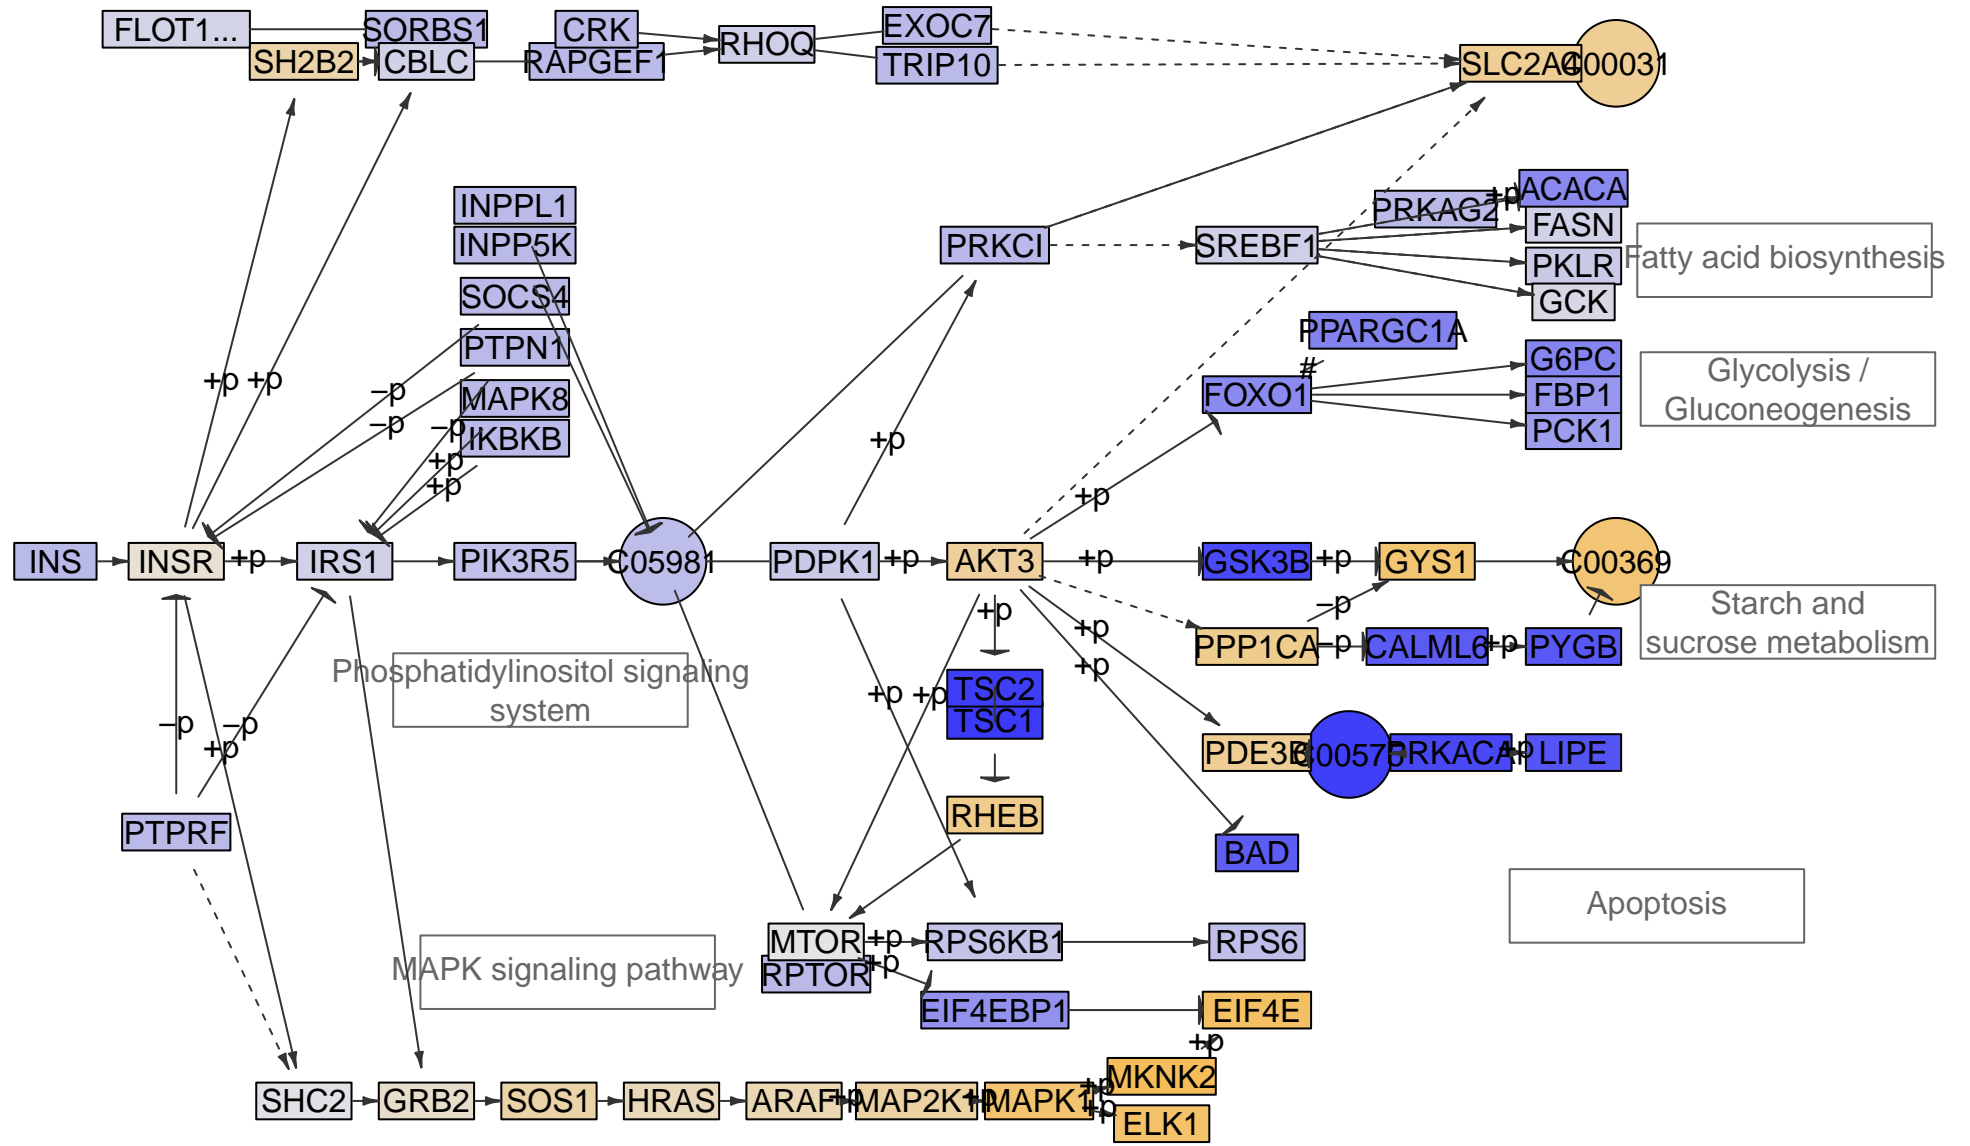 FLOT1...
SORBS1
CRK
EXOC7
SH2B2
CBLC
RAPGEF1
RHOQ
TRIP10
SLC2A4
C00031
INPPL1
INPP5K
SOCS4
PTPN1
MAPK8
IKBKB
PRKCI
SREBF1
PRKAG2
+p
ACACA
FASN
PKLR
GCK
Fatty acid biosynthesis
PPARGC1A
#
FOXO1
G6PC
FBP1
PCK1
Glycolysis /
Gluconeogenesis
+p
+p
−p
−p
−p
+p
+p
+p
+p
INS
INSR
+p
IRS1
PIK3R5
C05981
PDPK1
+p
AKT3
+p
GSK3B
+p
GYS1
C00369
−p
PPP1CA
−p
CALML6
+p
PYGB
Starch and
sucrose metabolism
+p
+p
+p
Phosphatidylinositol signaling
system
+p
+p
TSC2
TSC1
−p
−p
+p
PDE3B
C00575
PRKACA
+p
LIPE
PTPRF
RHEB
BAD
Apoptosis
MAPK signaling pathway
MTOR
RPTOR
+p
+p
RPS6KB1
RPS6
EIF4EBP1
EIF4E
+p
SHC2
GRB2
SOS1
HRAS
ARAF
+p
MAP2K1
+p
MAPK1
+p
+p
MKNK2
ELK1